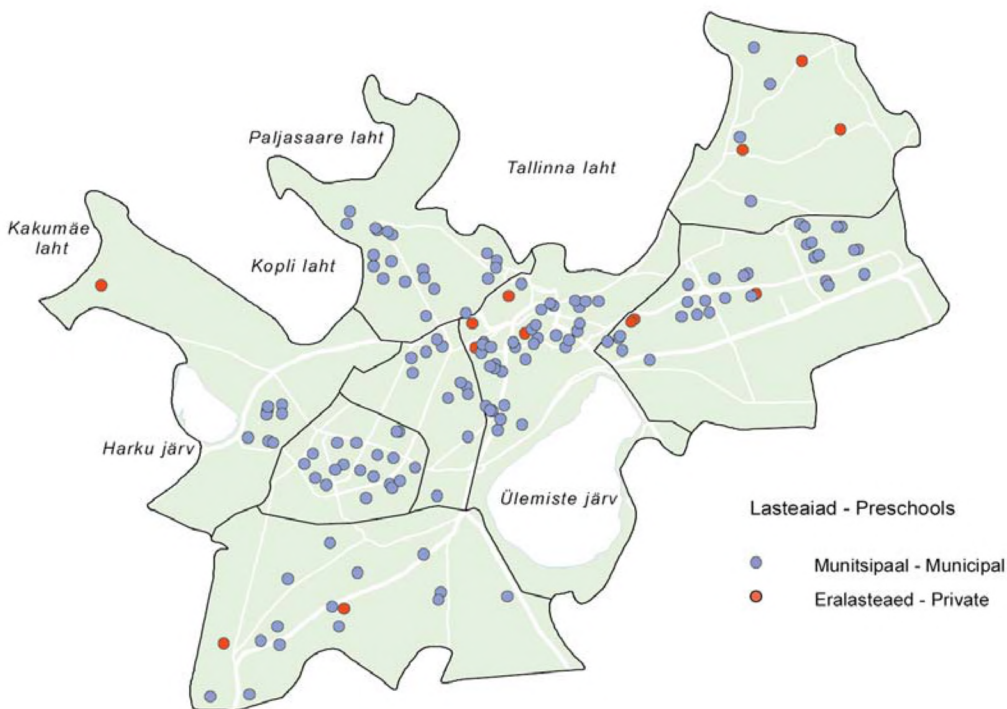 Paljasaare laht
Tallinna laht
Kakumäe
laht
Kopli laht
Harku järv
Ülemiste järv
Lasteaiad - Preschools
Munitsipaal - Municipal
Eralasteaed - Private